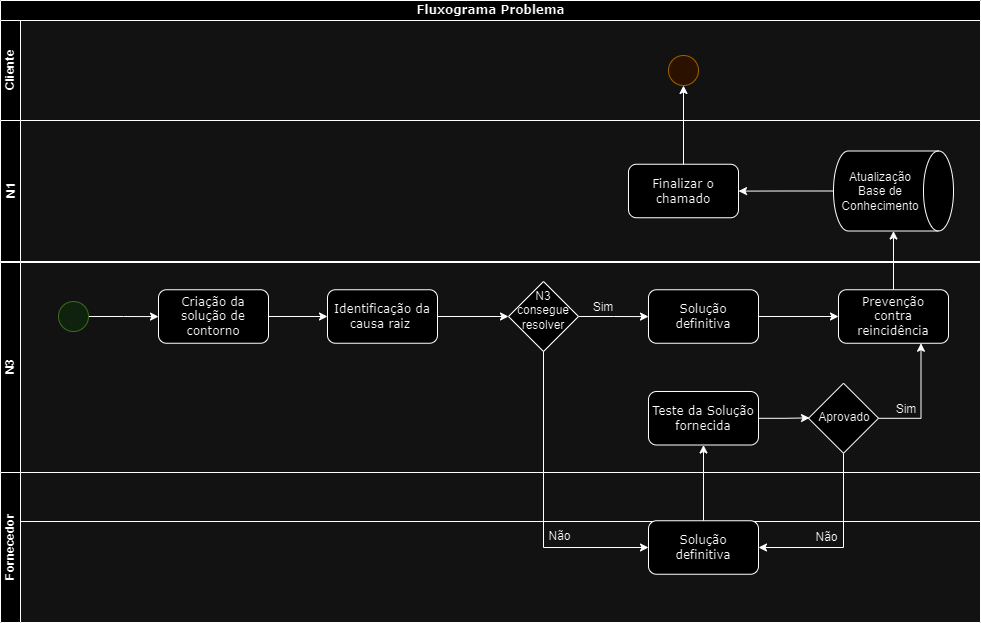 Fluxograma Problema
Cliente
N1
Finalizar o
chamado
Atualização
Base de
Conhecimento
N3
Criação da
solução de
contorno
Identificação da
causa raiz
N3
consegue
resolver
Sim
Solução
definitiva
Prevenção
contra
reincidência
Teste da Solução
fornecida
Aprovado
Sim
Fornecedor
Não
Solução
definitiva
Não